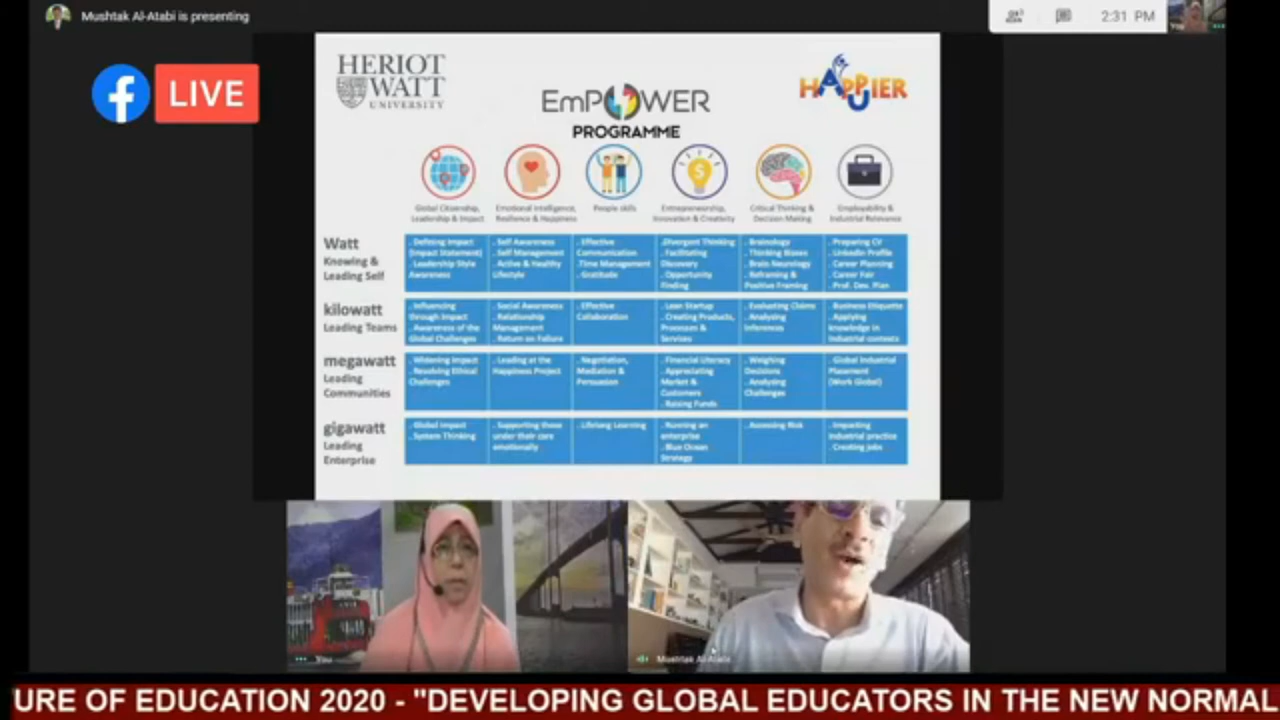 Mushtak Al-Atabi is presenting
2:31 PM
You
LIVE
HERIOT
WATT
UNIVERSITY
EmPOWER
PROGRAMME
HAPPIER
Global Citizenship,
Leadership & Impact
Emotional Intelligence,
Resilience & Happiness
People skills
Entrepreneurship,
Innovation & Creativity
Critical Thinking &
Decision Making
Employability &
Industrial Relevance
Watt
Knowing &
Leading Self
. Defining Impact
(Impact Statement)
. Leadership Style
Awareness
. Self Awareness
. Self Management
. Active & Healthy
Lifestyle
. Effective
Communication
.Time Management
. Gratitude
.Divergent Thinking
. Facilitating
Discovery
. Opportunity
Finding
. Brainology
. Thinking Biases
. Brain Neurology
. Reframing &
Positive Framing
. Preparing CV
. LinkedIn Profile
. Career Planning
. Career Fair
. Prof. Dev. Plan
kilowatt
Leading Teams
. Influencing
through Impact
. Awareness of the
Global Challenges
. Social Awareness
. Relationship
Management
. Return on Failure
. Effective
Collaboration
. Lean Startup
. Creating Products,
Processes &
Services
. Evaluating Claims
. Analysing
Inferences
. Business Etiquette
. Applying
knowledge in
industrial contexts
megawatt
Leading
Communities
. Widening Impact
. Resolving Ethical
Challenges
. Leading at the
Happiness Project
. Negotiation,
Mediation &
Persuasion
. Financial Literacy
. Appreciating
Market &
Customers
. Raising Funds
. Weighing
Decisions
. Analysing
Challenges
. Global Industrial
Placement
(Work Global)
gigawatt
Leading
Enterprise
. Global Impact
. System Thinking
. Supporting those
under their care
emotionally
. Lifelong Learning
. Running an
enterprise
. Blue Ocean
Strategy
. Assessing Risk
. Impacting
industrial practice
. Creating jobs
You
Mushtak Al-Atabi
URE OF EDUCATION 2020 - "DEVELOPING GLOBAL EDUCATORS IN THE NEW NORMAL